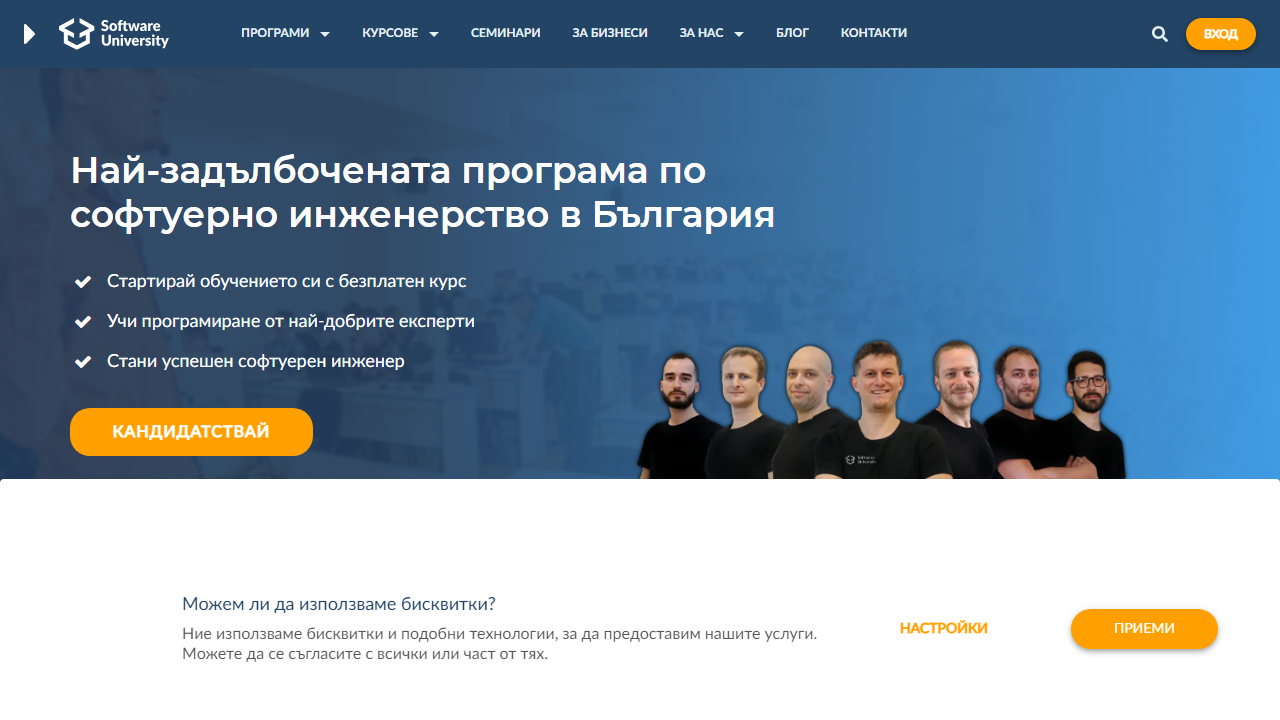 Software University
ПРОГРАМИ
КУРСОВЕ
СЕМИНАРИ
ЗА БИЗНЕСИ
ЗА НАС
БЛОГ
КОНТАКТИ
ВХОД
Най-задълбочената програма по
софтуерно инженерство в България
Стартирай обучението си с безплатен курс
Учи програмиране от най-добрите експерти
Стани успешен софтуерен инженер
КАНДИДАТСТВАЙ
Software
University
Можем ли да използваме бисквитки?
Ние използваме бисквитки и подобни технологии, за да предоставим нашите услуги.
Можете да се съгласите с всички или част от тях.
НАСТРОЙКИ
ПРИЕМИ